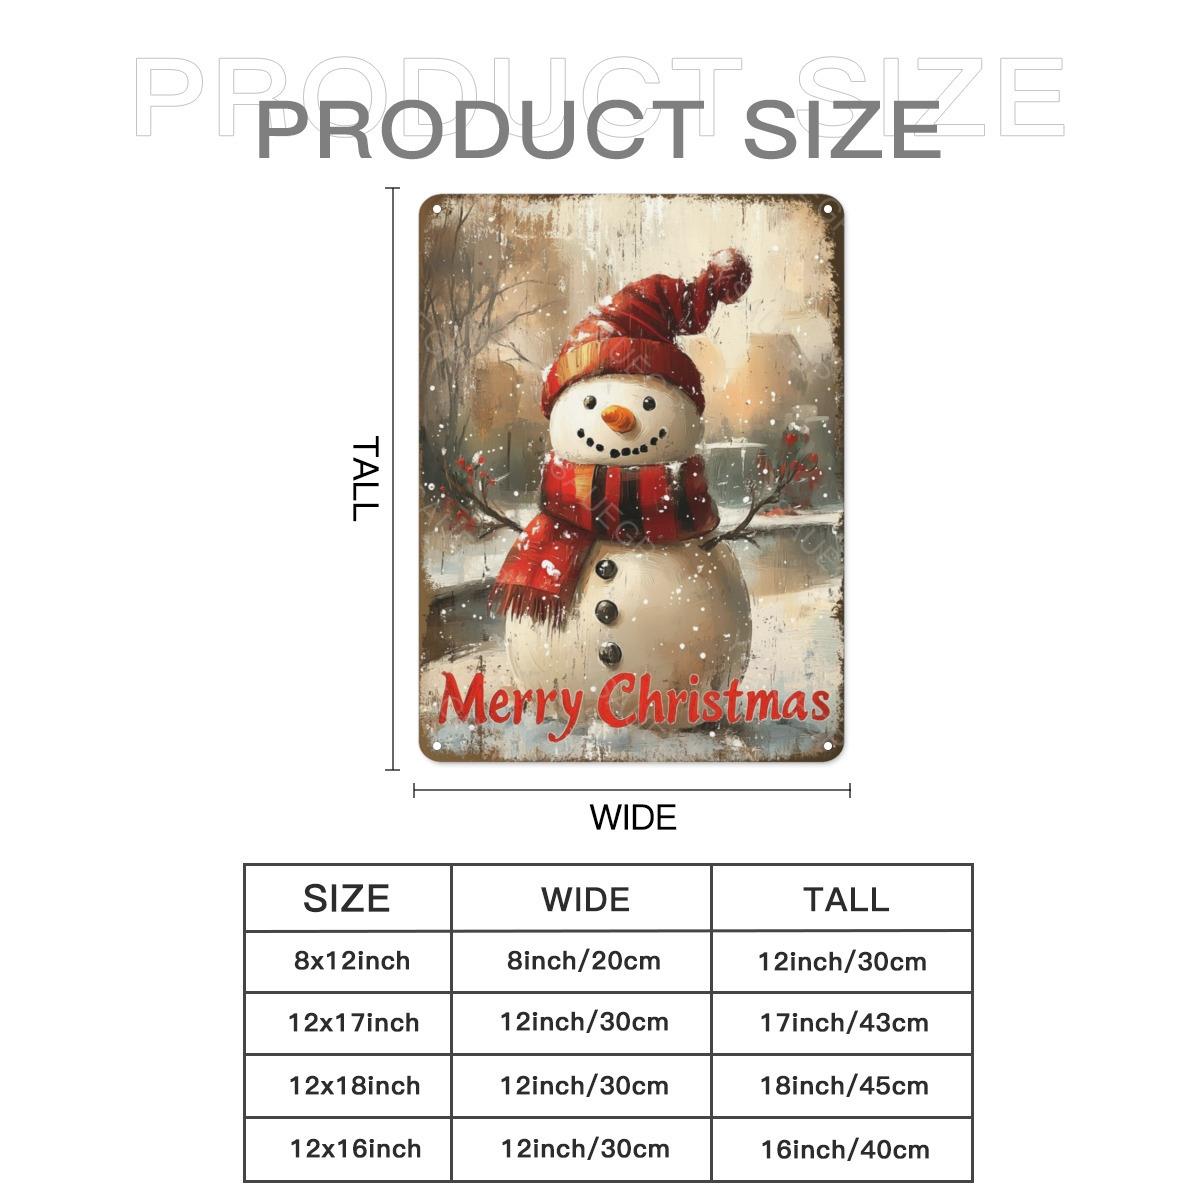 PRODUCT SIZE
PRODUCT SIZE
TALL
Merry Christmas
WIDE
SIZE WIDE TALL
8x12inch 8inch/20cm 12inch/30cm
12x17inch 12inch/30cm 17inch/43cm
12x18inch 12inch/30cm 18inch/45cm
12x16inch 12inch/30cm 16inch/40cm